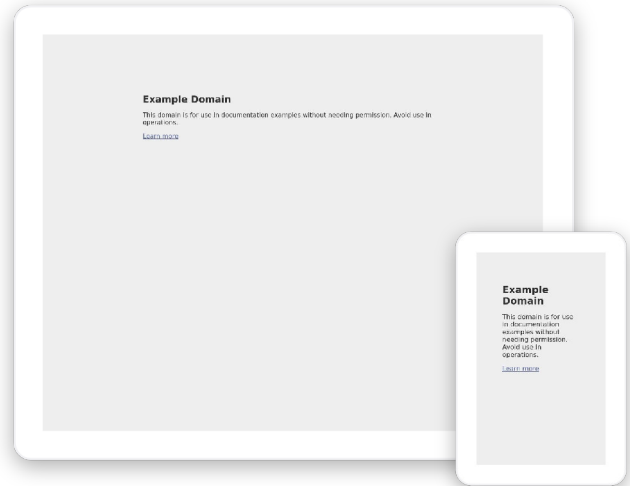 Example Domain
This domain is for use in documentation examples without needing permission. Avoid use in
operations.
Learn more
Example
Domain
This domain is for use
in documentation
examples without
needing permission.
Avoid use in
operations.
Learn more